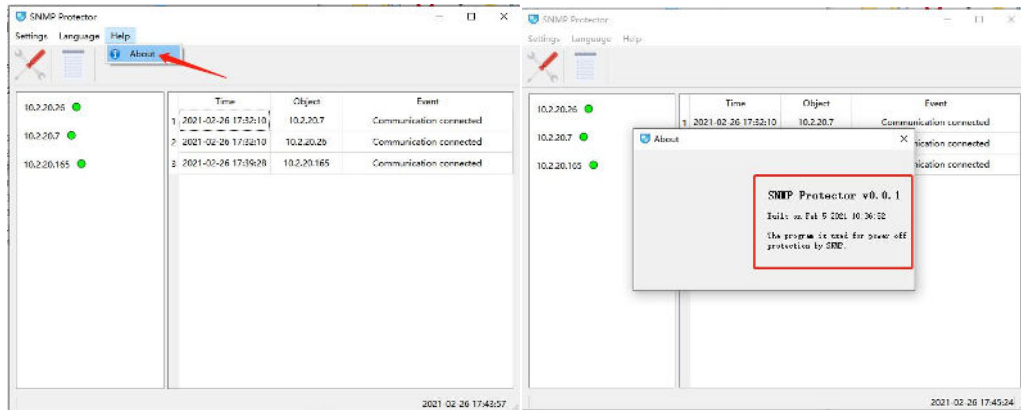 SNMP Protector
Settings Language Help
About
10.2.20.26
10.2.20.7
10.2.20.165
Time Object Event
1 2021-02-26 17:32:10 10.2.20.7 Communication connected
2 2021-02-26 17:32:10 10.2.20.26 Communication connected
3 2021-02-26 17:39:28 10.2.20.165 Communication connected
2021-02-26 17:43:57
SNMP Protector
Settings Language Help
10.2.20.26
10.2.20.7
10.2.20.165
Time Object Event
1 2021-02-26 17:32:10 10.2.20.7 Communication connected
ication connected
ication connected
About
SNMP Protector v0.0.1
Built on Feb 5 2021 10:36:52
The program is used for power off
protection by SNMP.
2021-02-26 17:45:24